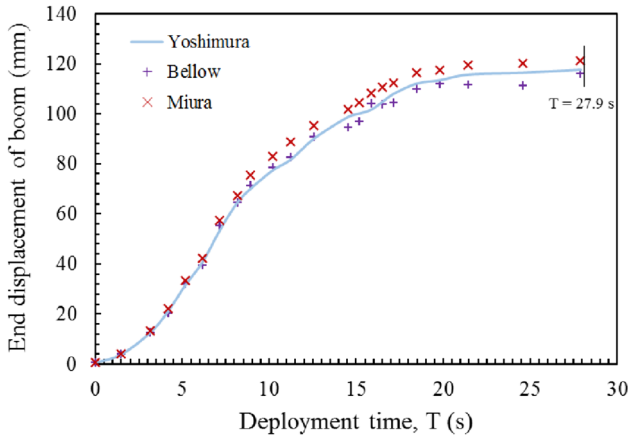 End displacement of boom (mm)
140
120
100
80
60
40
20
0
Yoshimura
Bellow
Miura
T = 27.9 s
0 5 10 15 20 25 30
Deployment time, T (s)